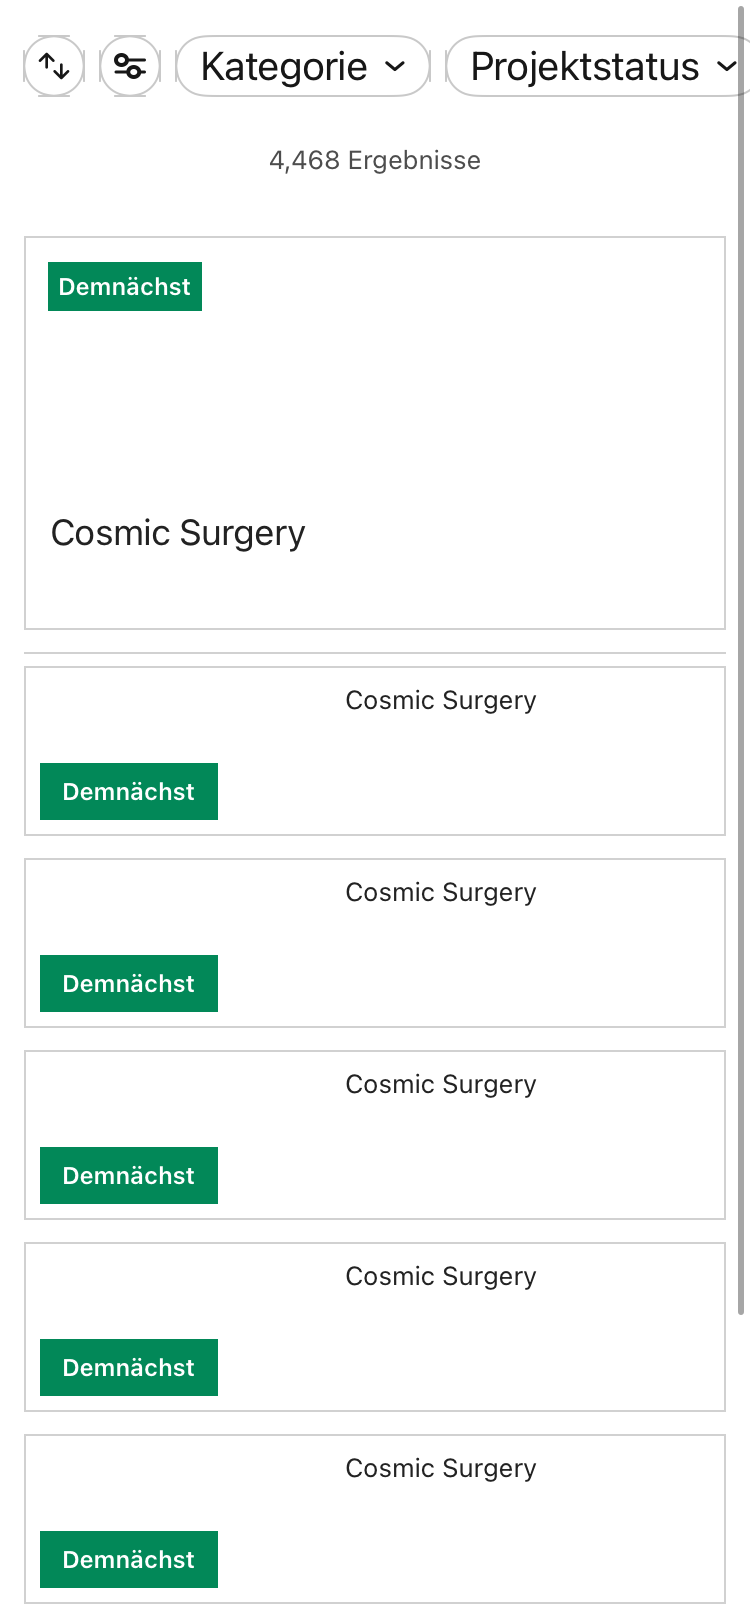 Kategorie
Projektstatus
4,468 Ergebnisse
Demnächst
Cosmic Surgery
Cosmic Surgery
Demnächst
Cosmic Surgery
Demnächst
Cosmic Surgery
Demnächst
Cosmic Surgery
Demnächst
Cosmic Surgery
Demnächst